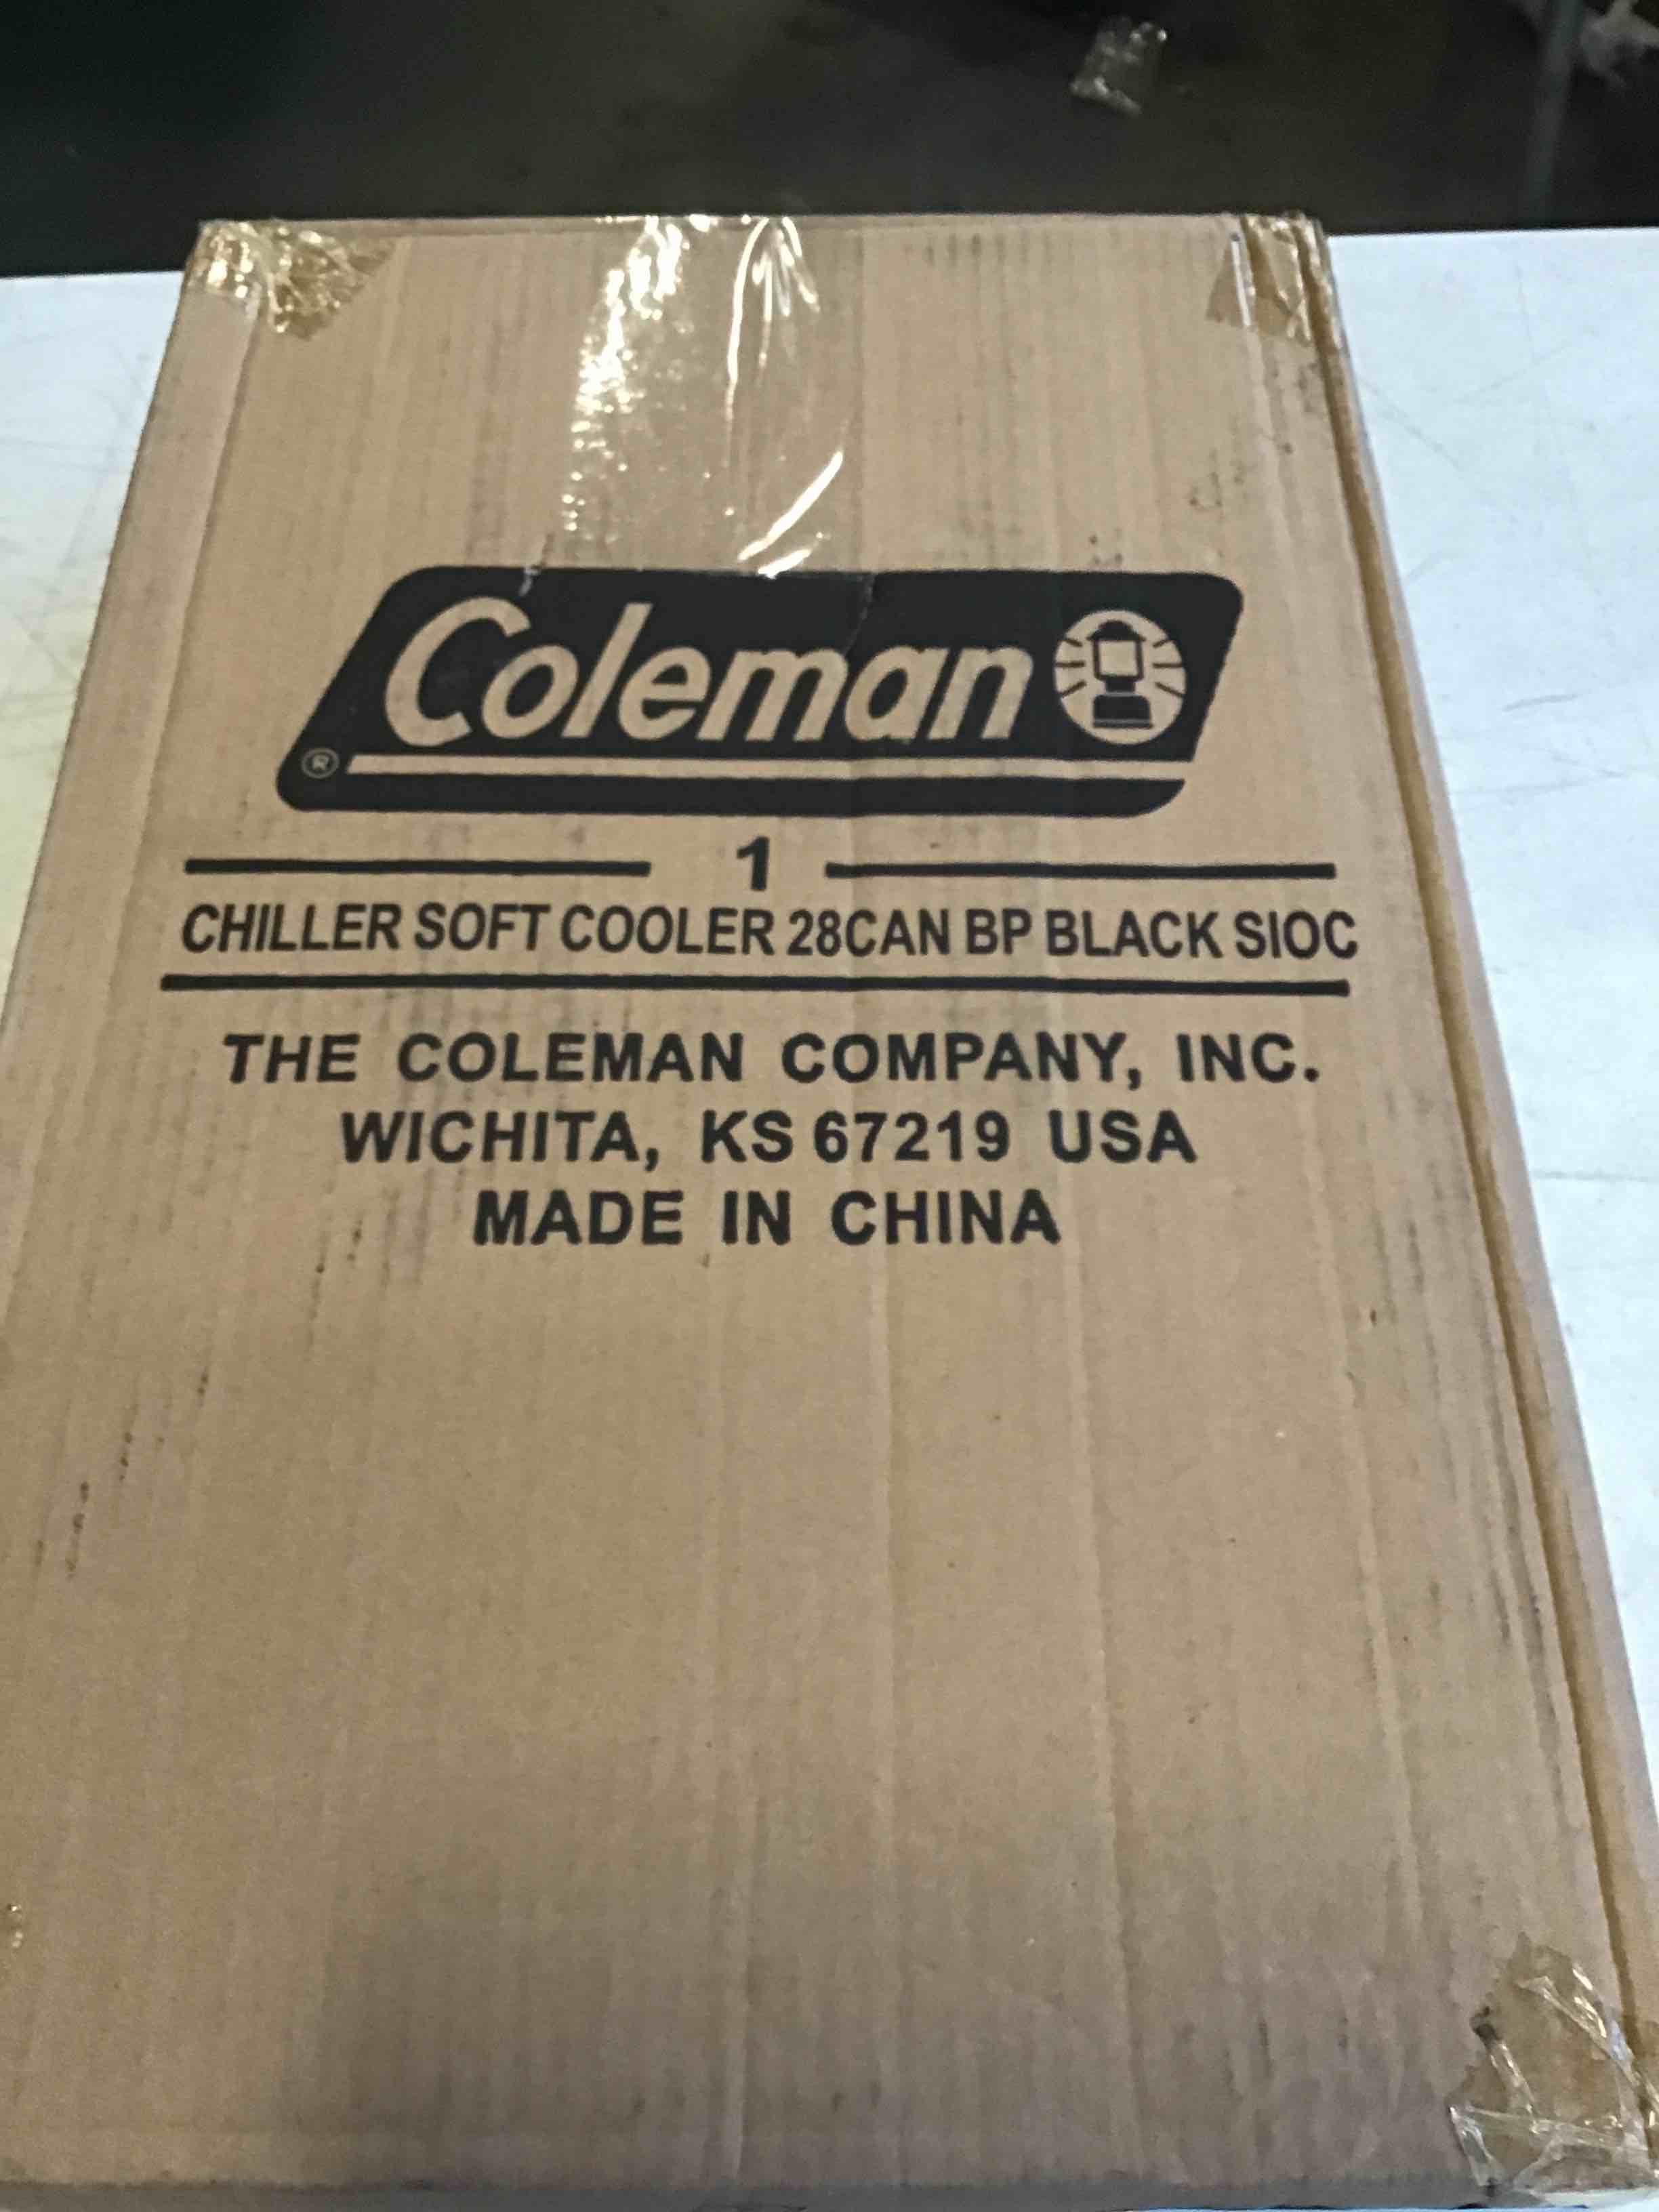 Coleman
®
1
CHILLER SOFT COOLER 28CAN BP BLACK SIOC
THE COLEMAN COMPANY, INC.
WICHITA, KS 67219 USA
MADE IN CHINA